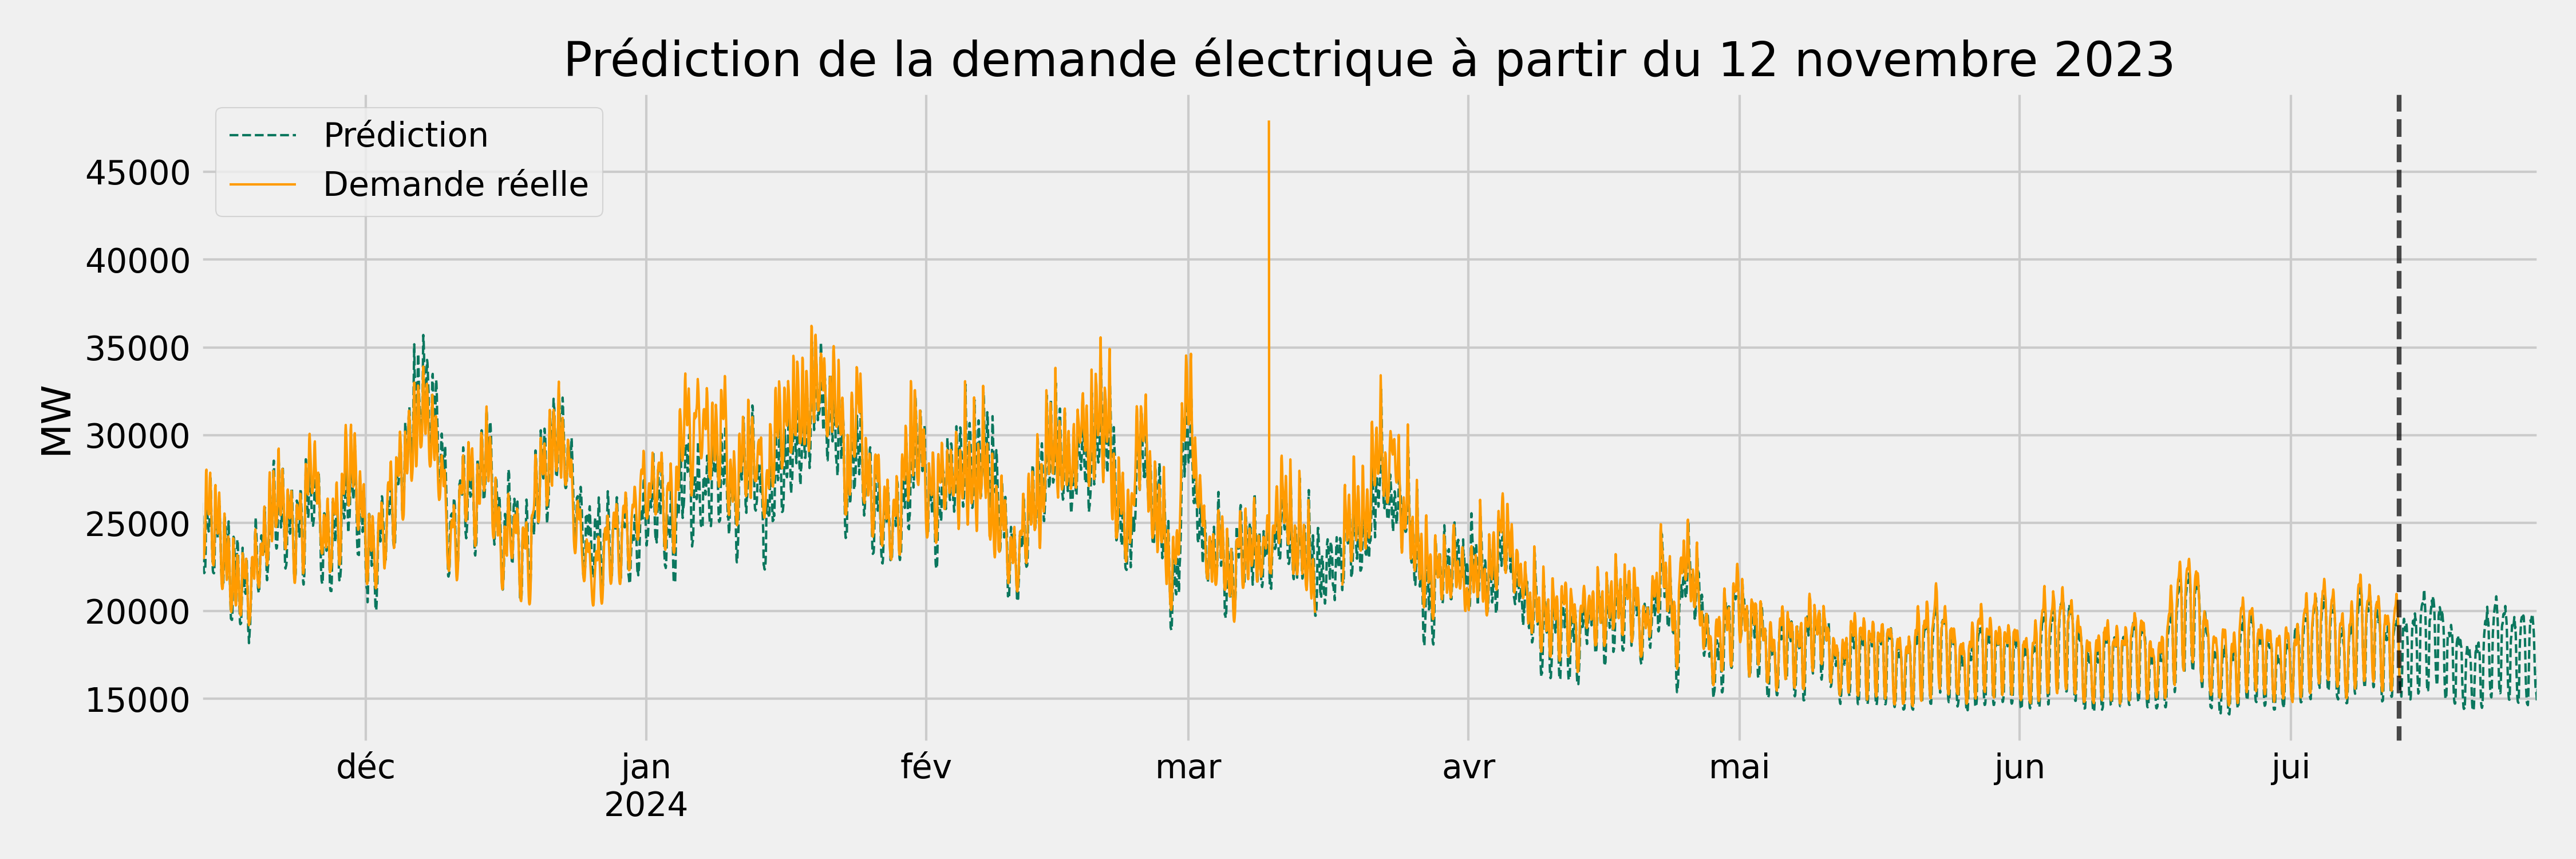 Prédiction de la demande électrique à partir du 12 novembre 2023
Prédiction
Demande réelle
45000
40000
35000
30000
25000
20000
15000
MW
déc
jan
2024
fév
mar
avr
mai
jun
jui